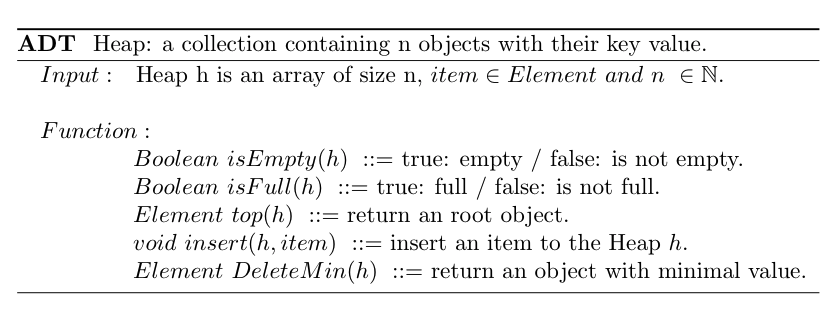 ADT Heap: a collection containing n objects with their key value.
Input : Heap h is an array of size n, item ∈ Element and n ∈ ℕ.
Function :
Boolean isEmpty(h) ::= true: empty / false: is not empty.
Boolean isFull(h) ::= true: full / false: is not full.
Element top(h) ::= return an root object.
void insert(h, item) ::= insert an item to the Heap h.
Element DeleteMin(h) ::= return an object with minimal value.